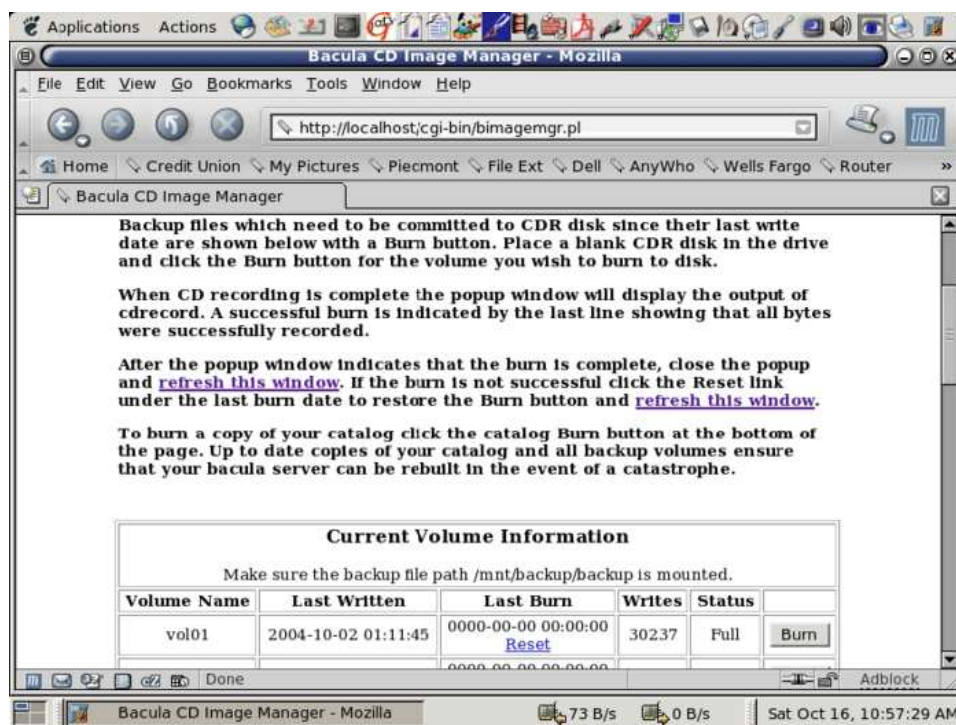 Applications Actions
Bacula CD Image Manager - Mozilla
File Edit View Go Bookmarks Tools Window Help
http://localhost/cgi-bin/bimagemgr.pl
Home Credit Union My Pictures Piecmont File Ext Dell AnyWho Wells Fargo Router »
Bacula CD Image Manager
Backup files which need to be committed to CDR disk since their last write
date are shown below with a Burn button. Place a blank CDR disk in the drive
and click the Burn button for the volume you wish to burn to disk.
When CD recording is complete the popup window will display the output of
cdrecord. A successful burn is indicated by the last line showing that all bytes
were successfully recorded.
After the popup window indicates that the burn is complete, close the popup
and refresh this window. If the burn is not successful click the Reset link
under the last burn date to restore the Burn button and refresh this window.
To burn a copy of your catalog click the catalog Burn button at the bottom of
the page. Up to date copies of your catalog and all backup volumes ensure
that your bacula server can be rebuilt in the event of a catastrophe.
Current Volume Information
Make sure the backup file path /mnt/backup/backup is mounted.
Volume Name Last Written Last Burn Writes Status
vol01 2004-10-02 01:11:45 0000-00-00 00:00:00 Reset 30237 Full Burn
0000-00-00 00:00:00
Done Adblock
Bacula CD Image Manager - Mozilla 73 B/s 0 B/s Sat Oct 16, 10:57:29 AM